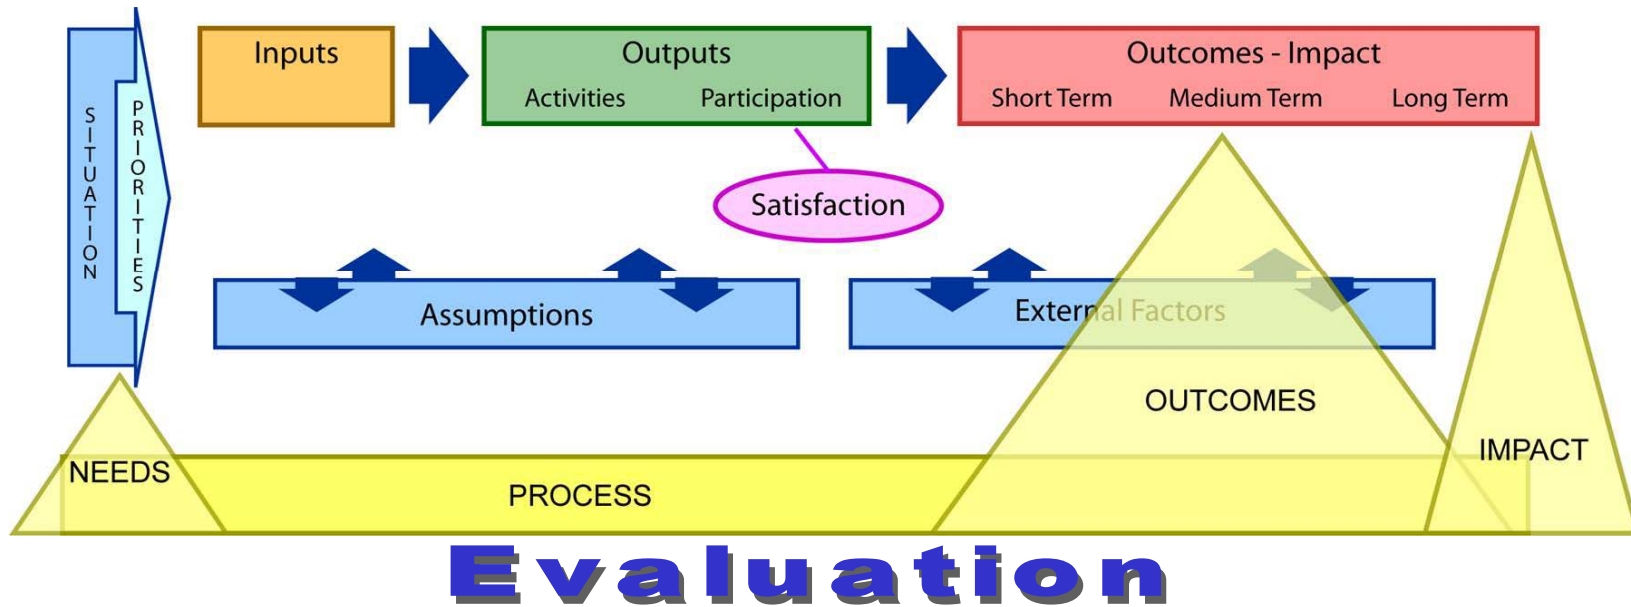 SITUATION
PRIORITIES
Inputs
Outputs
Activities Participation
Outcomes - Impact
Short Term Medium Term Long Term
Satisfaction
Assumptions
External Factors
NEEDS
PROCESS
OUTCOMES
IMPACT
Evaluation